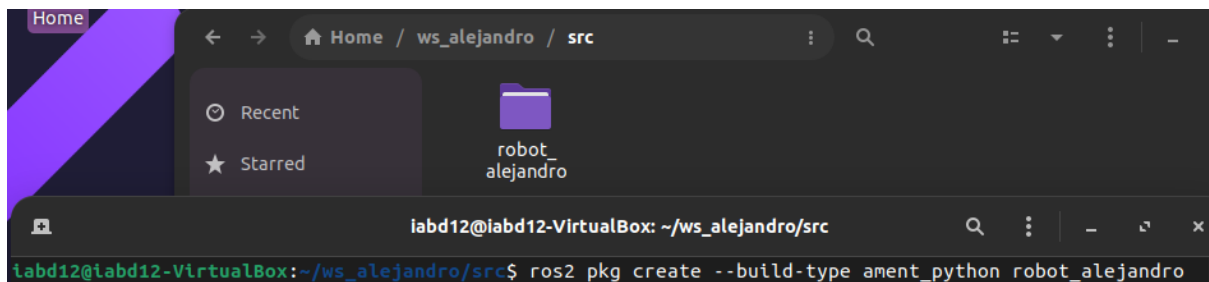 Home
Home / ws_alejandro / src
Recent
Starred
robot_
alejandro
iabd12@iabd12-VirtualBox: ~/ws_alejandro/src
iabd12@iabd12-VirtualBox:~/ws_alejandro/src$ ros2 pkg create --build-type ament_python robot_alejandro